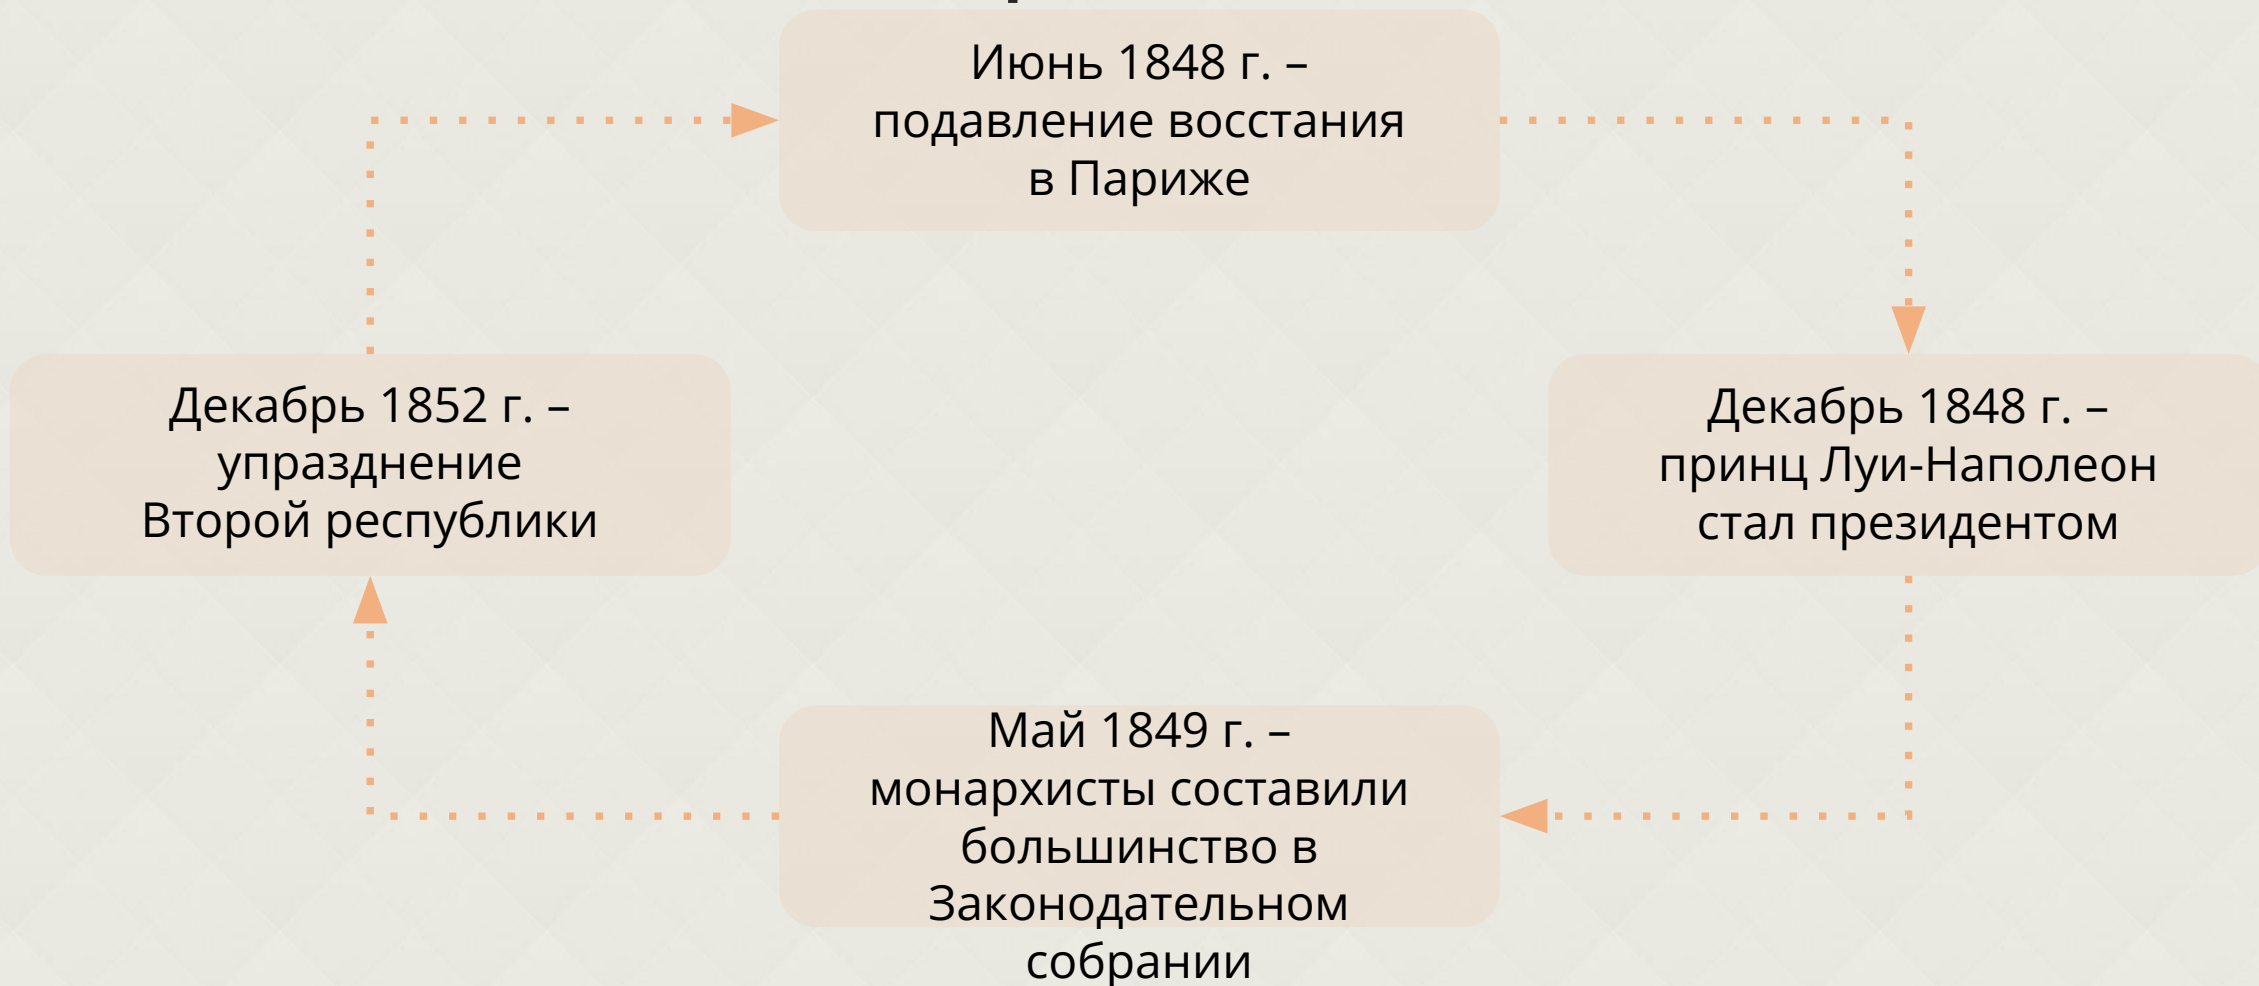 Июнь 1848 г. –
подавление восстания
в Париже
Декабрь 1852 г. –
упразднение
Второй республики
Декабрь 1848 г. –
принц Луи-Наполеон
стал президентом
Май 1849 г. –
монархисты составили
большинство в
Законодательном
собрании